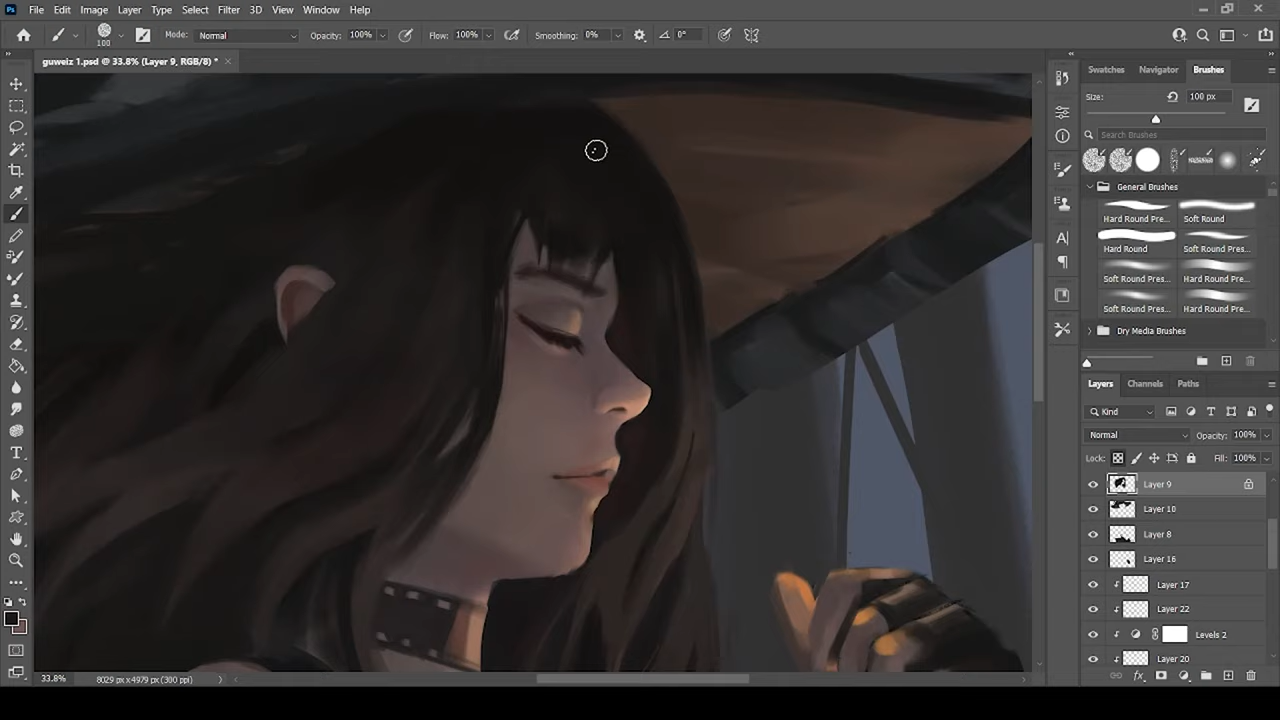 Ps File Edit Image Layer Type Select Filter 3D View Window Help
100 Mode: Normal Opacity: 100% Flow: 100% Smoothing: 0% 0°
guweiz 1.psd @ 33.8% (Layer 9, RGB/8) *
Swatches Navigator Brushes
Size: 100 px
Search Brushes
General Brushes
Hard Round Pre... Soft Round
Hard Round Soft Round Pres...
Soft Round Pres... Hard Round Pre...
Soft Round Pres... Hard Round Pre...
Dry Media Brushes
Layers Channels Paths
Kind
Normal Opacity: 100%
Lock: Fill: 100%
Layer 9
Layer 10
Layer 8
Layer 16
Layer 17
Layer 22
Levels 2
Layer 20
33.8% 8029 px x 4979 px (300 ppi)